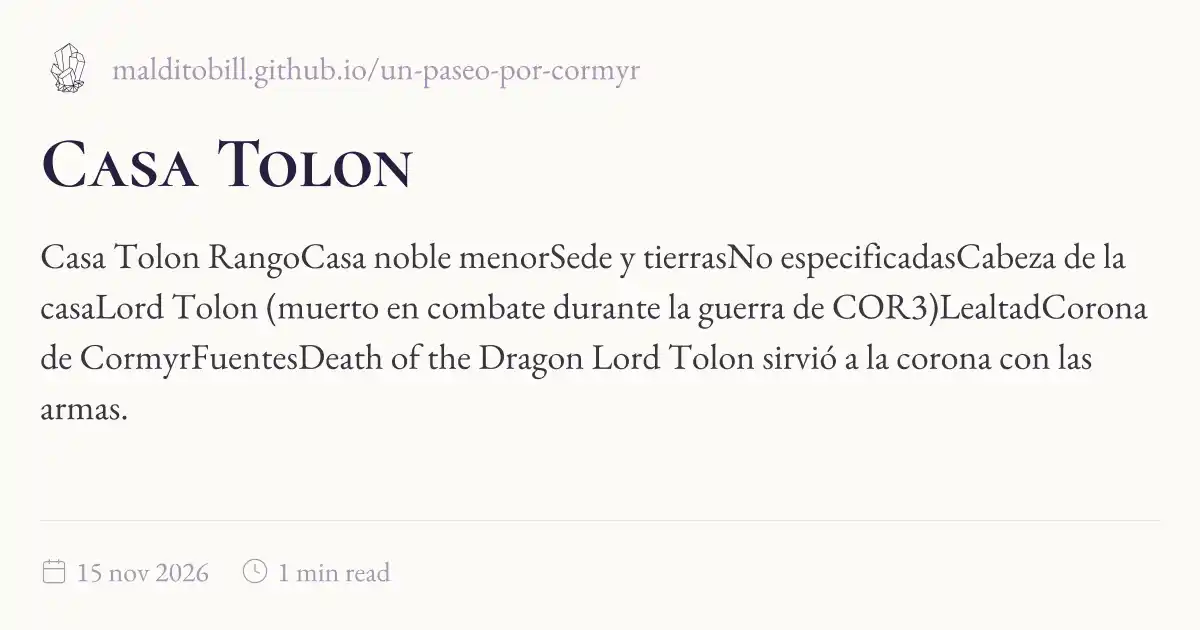 malditobill.github.io/un-paseo-por-cormyr
Casa Tolon
Casa Tolon RangoCasa noble menorSede y tierrasNo especificadasCabeza de la
casaLord Tolon (muerto en combate durante la guerra de COR3)LealtadCorona
de CormyrFuentesDeath of the Dragon Lord Tolon sirvió a la corona con las
armas.
15 nov 2026 1 min read